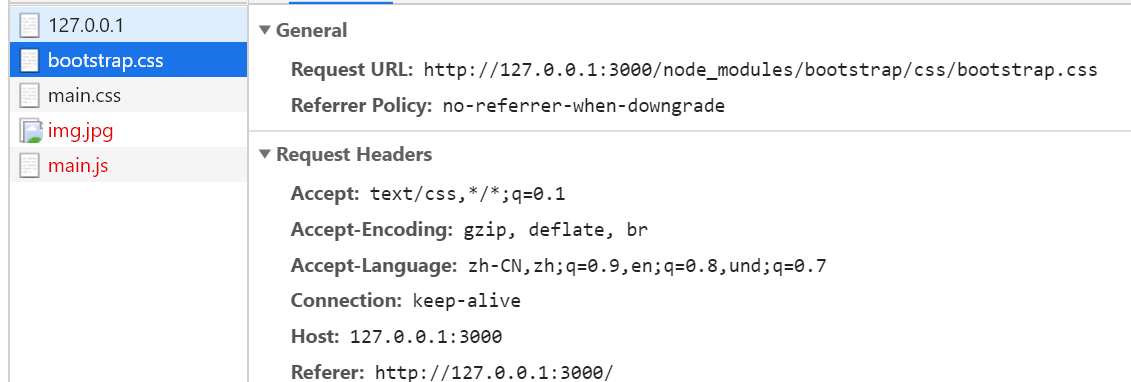 127.0.0.1
bootstrap.css
main.css
img.jpg
main.js
General
Request URL: http://127.0.0.1:3000/node_modules/bootstrap/css/bootstrap.css
Referrer Policy: no-referrer-when-downgrade
Request Headers
Accept: text/css,*/*;q=0.1
Accept-Encoding: gzip, deflate, br
Accept-Language: zh-CN,zh;q=0.9,en;q=0.8,und;q=0.7
Connection: keep-alive
Host: 127.0.0.1:3000
Referer: http://127.0.0.1:3000/